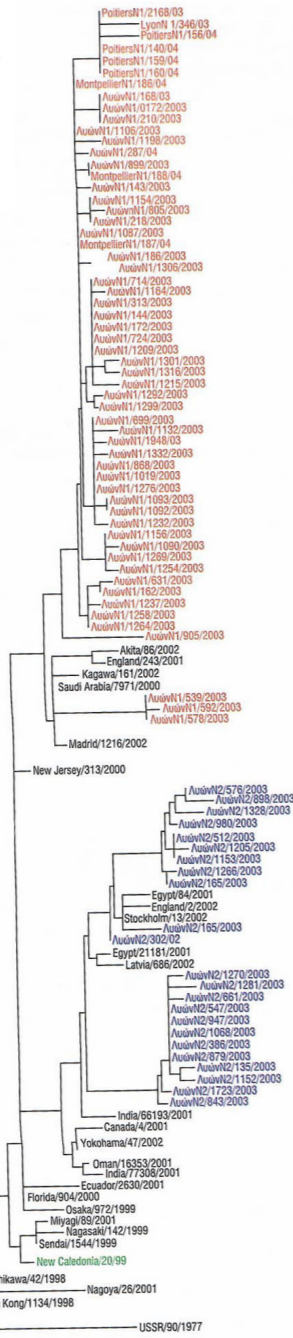 PoitiersN1/2168/03
LyonN 1/346/03
PoitiersN1/156/04
PoitiersN1/140/04
PoitiersN1/159/04
PoitiersN1/160/04
MontpellierN1/186/04
ΛυώνN1/168/03
ΛυώνN1/0172/2003
ΛυώνN1/210/2003
ΛυώνN1/1106/2003
ΛυώνN1/1198/2003
ΛυώνN1/287/04
ΛυώνN1/899/2003
MontpellierN1/188/04
ΛυώνN1/143/2003
ΛυώνN1/1154/2003
ΛυώnN1/805/2003
ΛυώνN1/218/2003
ΛυώνN1/1087/2003
MontpellierN1/187/04
ΛυώνN1/186/2003
ΛυώνN1/1306/2003
ΛυώνN1/714/2003
ΛυώνN1/1164/2003
ΛυώνN1/313/2003
ΛυώνN1/144/2003
ΛυώνN1/172/2003
ΛυώνN1/724/2003
ΛυώνN1/1209/2003
ΛυώνN1/1301/2003
ΛυώνN1/1316/2003
ΛυώνN1/1215/2003
ΛυώνN1/1292/2003
ΛυώνN1/1299/2003
ΛυώνN1/699/2003
ΛυώνN1/1132/2003
ΛυώνN1/1948/03
ΛυώνN1/1332/2003
ΛυώνN1/868/2003
ΛυώνN1/1019/2003
ΛυώνN1/1276/2003
ΛυώνN1/1093/2003
ΛυώνN1/1092/2003
ΛυώνN1/1232/2003
ΛυώνN1/1156/2003
ΛυώνN1/1090/2003
ΛυώνN1/1269/2003
ΛυώνN1/1254/2003
ΛυώνN1/631/2003
ΛυώνN1/162/2003
ΛυώνN1/1237/2003
ΛυώνN1/1258/2003
ΛυώνN1/1264/2003
ΛυώνN1/905/2003
Akita/86/2002
England/243/2001
Kagawa/161/2002
Saudi Arabia/7971/2000
ΛυώνN1/539/2003
ΛυώνN1/592/2003
ΛυώνN1/578/2003
Madrid/1216/2002
New Jersey/313/2000
ΛυώνN2/576/2003
ΛυώνN2/898/2003
ΛυώνN2/1328/2003
ΛυώνN2/980/2003
ΛυώνN2/512/2003
ΛυώνN2/1205/2003
ΛυώνN2/1153/2003
ΛυώνN2/1266/2003
ΛυώνN2/165/2003
Egypt/84/2001
England/2/2002
Stockholm/13/2002
ΛυώνN2/165/2003
ΛυώνN2/302/02
Egypt/21181/2001
Latvia/686/2002
ΛυώνN2/1270/2003
ΛυώνN2/1281/2003
ΛυώνN2/661/2003
ΛυώνN2/547/2003
ΛυώνN2/947/2003
ΛυώνN2/1068/2003
ΛυώνN2/386/2003
ΛυώνN2/879/2003
ΛυώνN2/135/2003
ΛυώνN2/1152/2003
ΛυώνN2/1723/2003
ΛυώνN2/843/2003
India/66193/2001
Canada/4/2001
Yokohama/47/2002
Oman/16353/2001
India/77308/2001
Ecuador/2630/2001
Florida/904/2000
Osaka/972/1999
Miyagi/89/2001
Nagasaki/142/1999
Sendai/1544/1999
New Caledonia/20/99
hikawa/42/1998
Nagoya/26/2001
Kong/1134/1998
USSR/90/1977